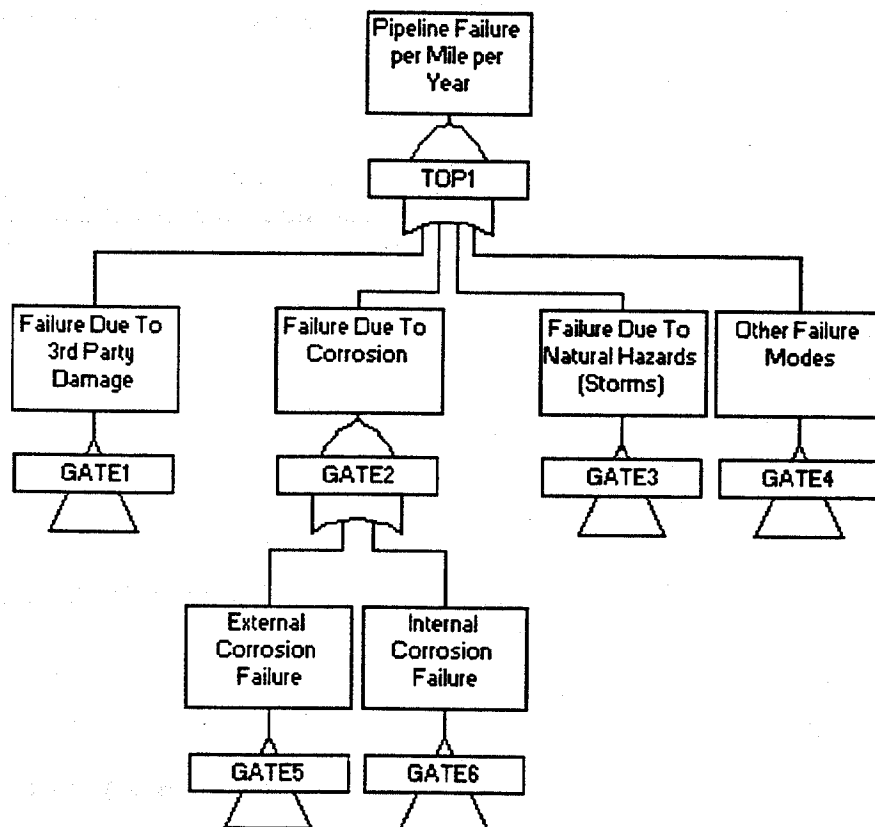 Pipeline Failure
per Mile per
Year
TOP1
Failure Due To
3rd Party
Damage
Failure Due To
Corrosion
Failure Due To
Natural Hazards
(Storms)
Other Failure
Modes
GATE1
GATE2
GATE3
GATE4
External
Corrosion
Failure
Internal
Corrosion
Failure
GATE5
GATE6